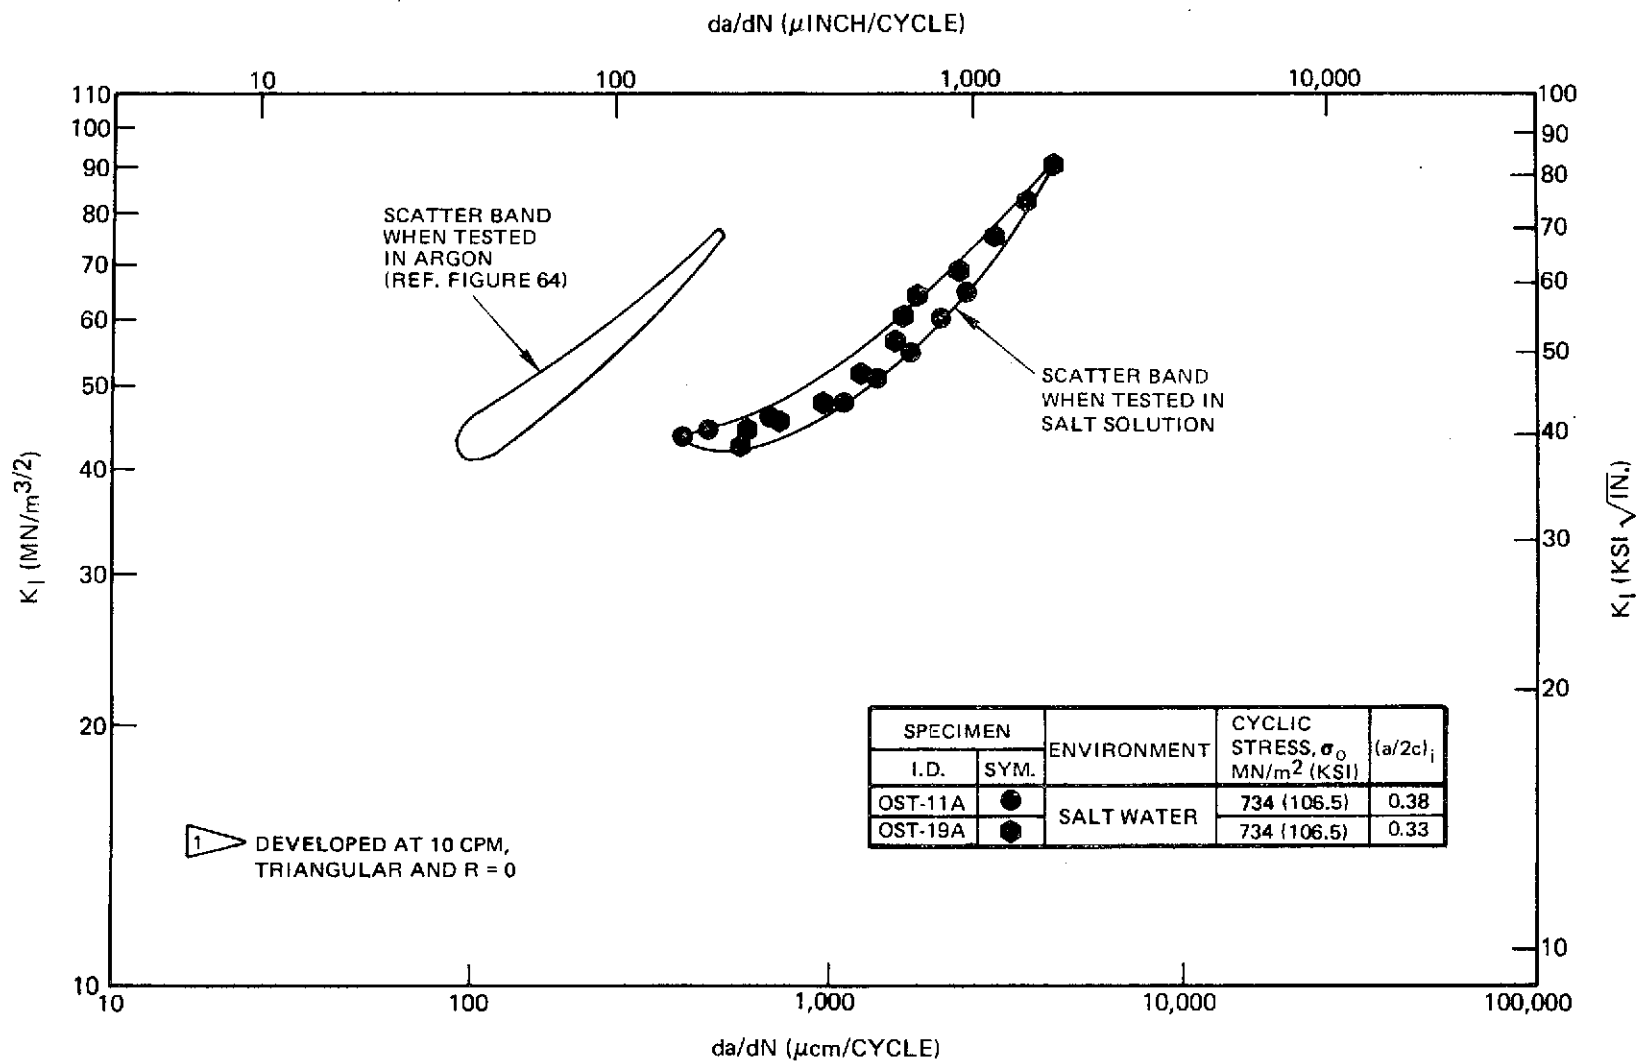 da/dN (μINCH/CYCLE)
10 100 1,000 10,000
110
100
90
80
70
60
50
40
30
20
10
K_I (MN/m^3/2)
100
90
80
70
60
50
40
30
20
10
K_I (KSI √IN.)
SCATTER BAND
WHEN TESTED
IN ARGON
(REF. FIGURE 64)
SCATTER BAND
WHEN TESTED IN
SALT SOLUTION
SPECIMEN ENVIRONMENT CYCLIC STRESS, σ_o MN/m² (KSI) (a/2c)_i
I.D. SYM.
OST-11A SALT WATER 734 (106.5) 0.38
OST-19A 734 (106.5) 0.33
1 DEVELOPED AT 10 CPM,
TRIANGULAR AND R = 0
10 100 1,000 10,000 100,000
da/dN (μcm/CYCLE)